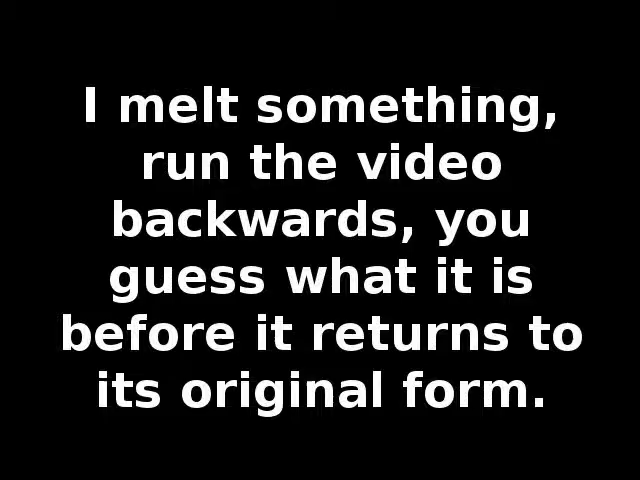 I melt something,
run the video
backwards, you
guess what it is
before it returns to
its original form.